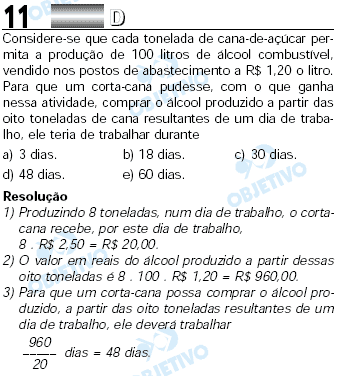 11 D
Considere-se que cada tonelada de cana-de-açúcar per-
mita a produção de 100 litros de álcool combustível,
vendido nos postos de abastecimento a R$ 1,20 o litro.
Para que um corta-cana pudesse, com o que ganha
nessa atividade, comprar o álcool produzido a partir das
oito toneladas de cana resultantes de um dia de traba-
lho, ele teria de trabalhar durante
a) 3 dias. b) 18 dias. c) 30 dias.
d) 48 dias. e) 60 dias.
Resolução
1) Produzindo 8 toneladas, num dia de trabalho, o corta-
cana recebe, por este dia de trabalho,
8 . R$ 2,50 = R$ 20,00.
2) O valor em reais do álcool produzido a partir dessas
oito toneladas é 8 . 100 . R$ 1,20 = R$ 960,00.
3) Para que um corta-cana possa comprar o álcool pro-
duzido, a partir das oito toneladas resultantes de um
dia de trabalho, ele deverá trabalhar
960
––––– dias = 48 dias.
20
OBJETIVO
OBJETIVO
OBJETIVO
OBJETIVO
OBJETIVO